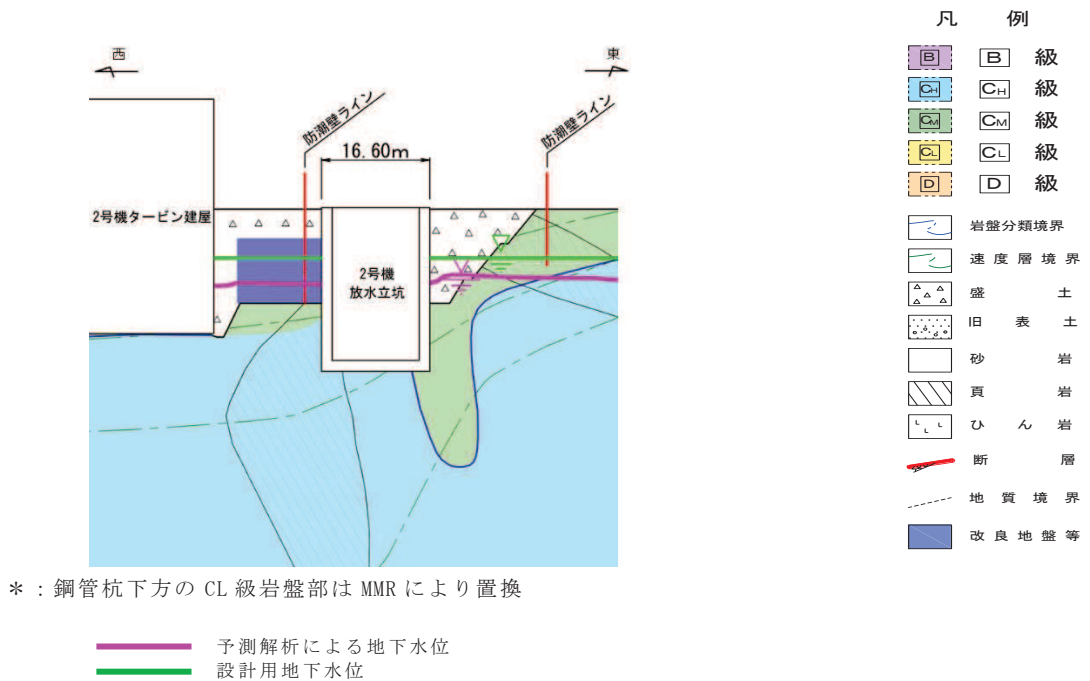 西
東
防潮壁ライン
防潮壁ライン
16.60m
2号機タービン建屋
2号機
放水立坑
凡 例
B B 級
CH CH 級
CM CM 級
CL CL 級
D D 級
岩盤分類境界
速度層境界
盛 土
旧 表 土
砂 岩
頁 岩
ひ ん 岩
断 層
地 質 境 界
改 良 地 盤 等
＊：鋼管杭下方の CL 級岩盤部は MMR により置換
予測解析による地下水位
設計用地下水位